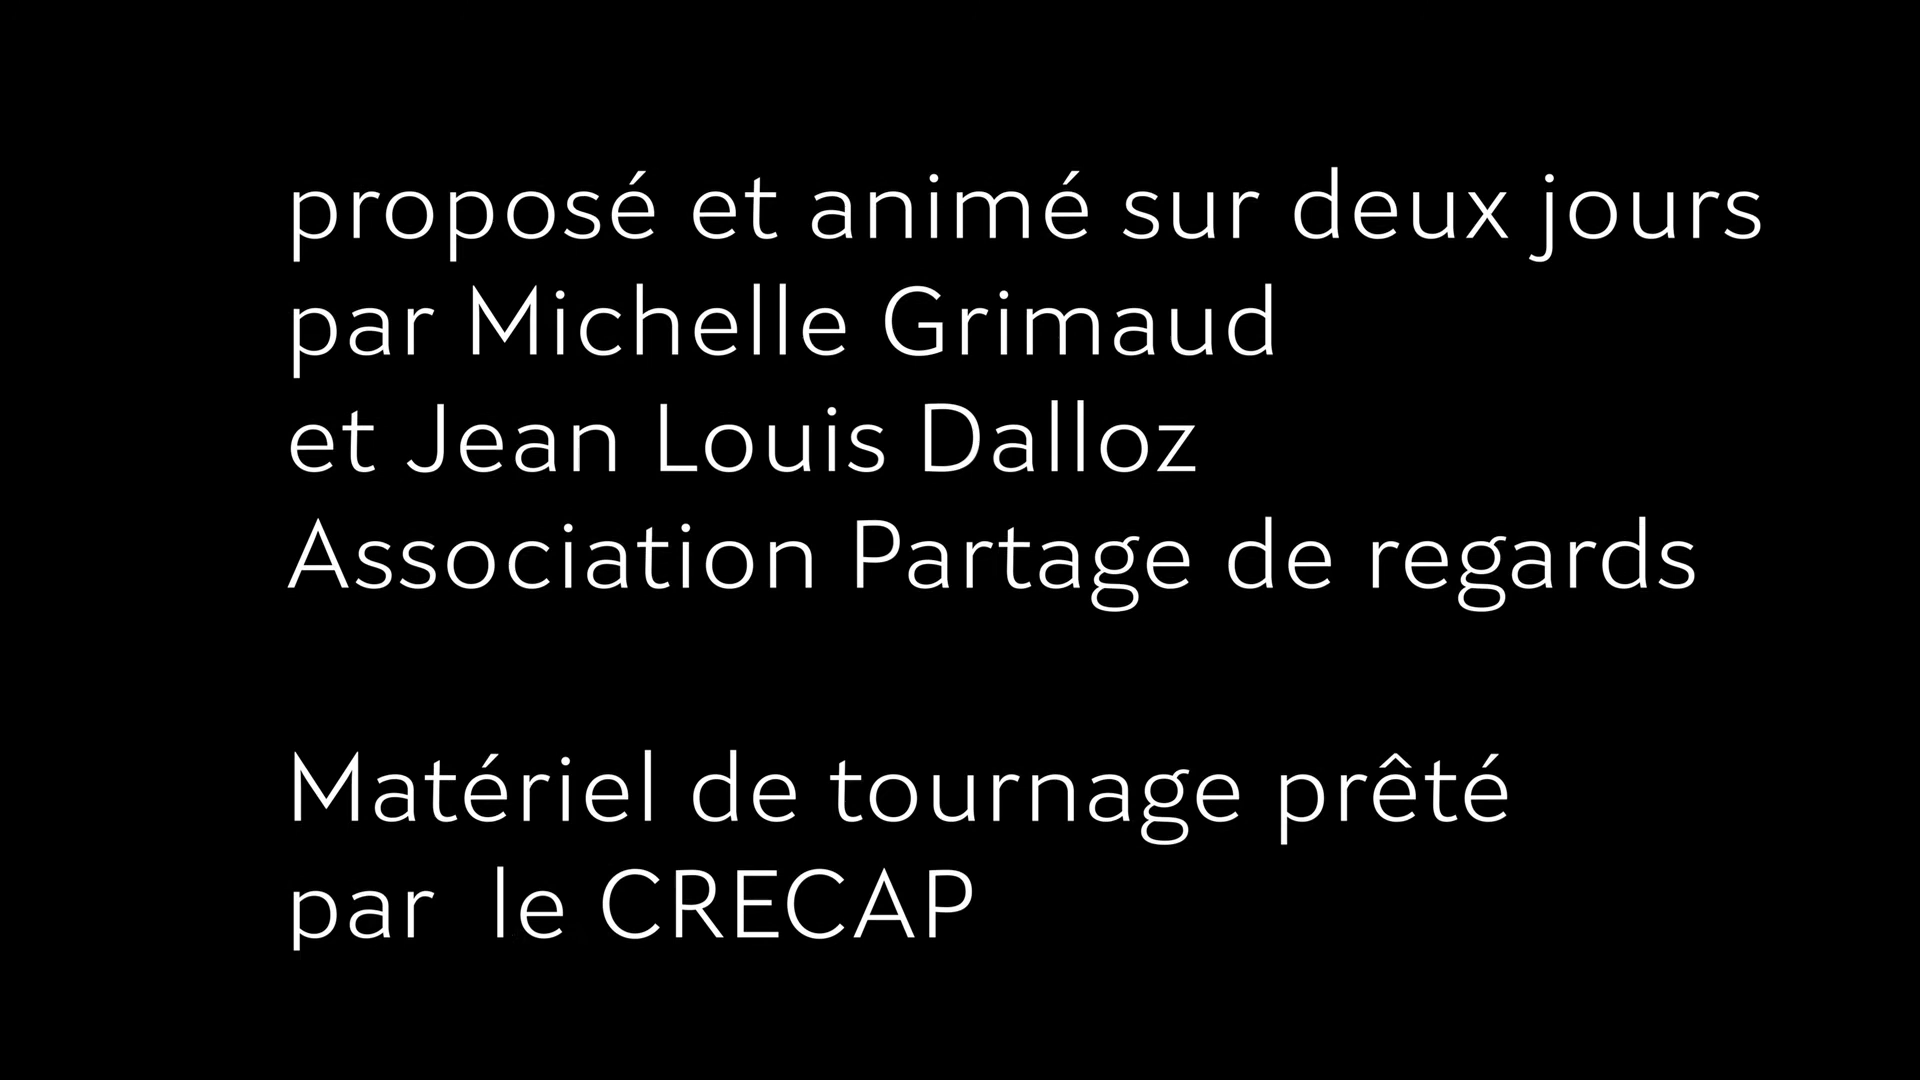 proposé et animé sur deux jours
par Michelle Grimaud
et Jean Louis Dalloz
Association Partage de regards
Matériel de tournage prêté
par  le CRECAP